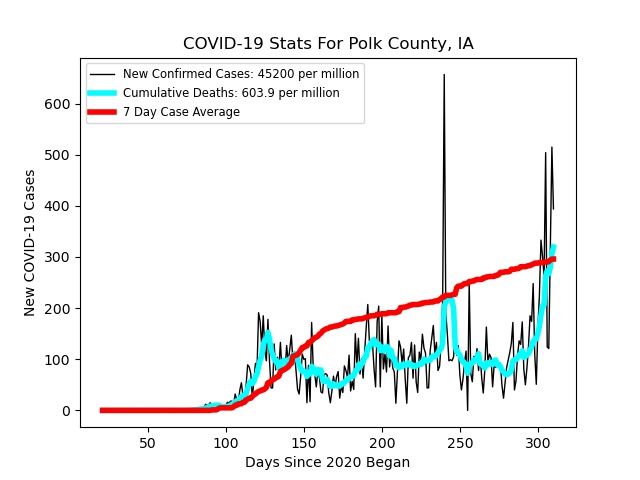 COVID-19 Stats For Polk County, IA
New Confirmed Cases: 45200 per million
Cumulative Deaths: 603.9 per million
7 Day Case Average
600
500
400
300
200
100
0
New COVID-19 Cases
50 100 150 200 250 300
Days Since 2020 Began